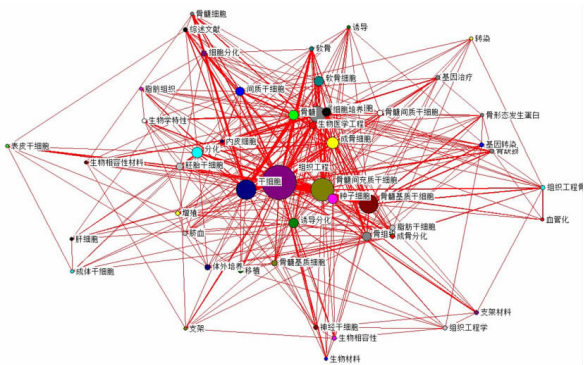 骨髓细胞
综述文献
诱导
转染
细胞分化
软骨
脂肪组织
间质干细胞
软骨细胞
基因治疗
骨髓
细胞培养
生物学特性
骨髓间质干细胞
骨形态发生蛋白
生物医学工程
表皮干细胞
内皮细胞
成骨细胞
基因转染
分化
生物相容性材料
胚胎干细胞
组织工程
干细胞
骨髓间充质干细胞
骨髓基质干细胞
组织工程骨
种子细胞
增殖
诱导分化
脂肪干细胞
血管化
脐血
骨组织
成骨分化
肝细胞
成体干细胞
体外培养
移植
骨髓基质细胞
支架材料
支架
神经干细胞
组织工程学
生物相容性
生物材料